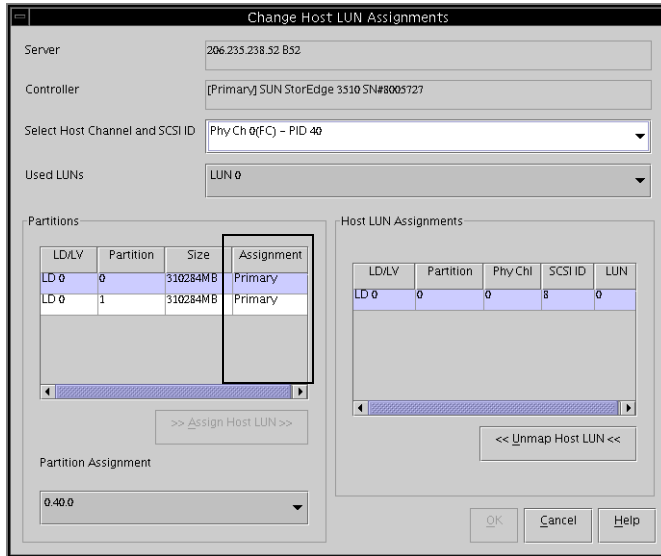 Change Host LUN Assignments
Server
206.235.238.52 B52
Controller
[Primary] SUN StorEdge 3510 SN#8005727
Select Host Channel and SCSI ID
Phy Ch 0(FC) - PID 40
Used LUNs
LUN 0
Partitions
LD/LV Partition Size Assignment
LD 0 0 310284MB Primary
LD 0 1 310284MB Primary
>> Assign Host LUN >>
Partition Assignment
0.40.0
Host LUN Assignments
LD/LV Partition Phy Chl SCSI ID LUN
LD 0 0 0 8 0
<< Unmap Host LUN <<
OK Cancel Help